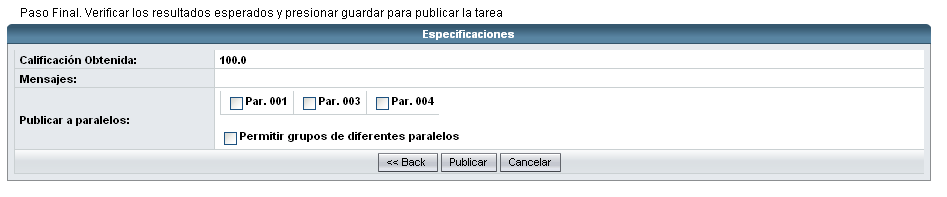 Paso Final. Verificar los resultados esperados y presionar guardar para publicar la tarea
Especificaciones
Calificación Obtenida: 100.0
Mensajes:
Publicar a paralelos: Par. 001 Par. 003 Par. 004
Permitir grupos de diferentes paralelos
<< Back Publicar Cancelar